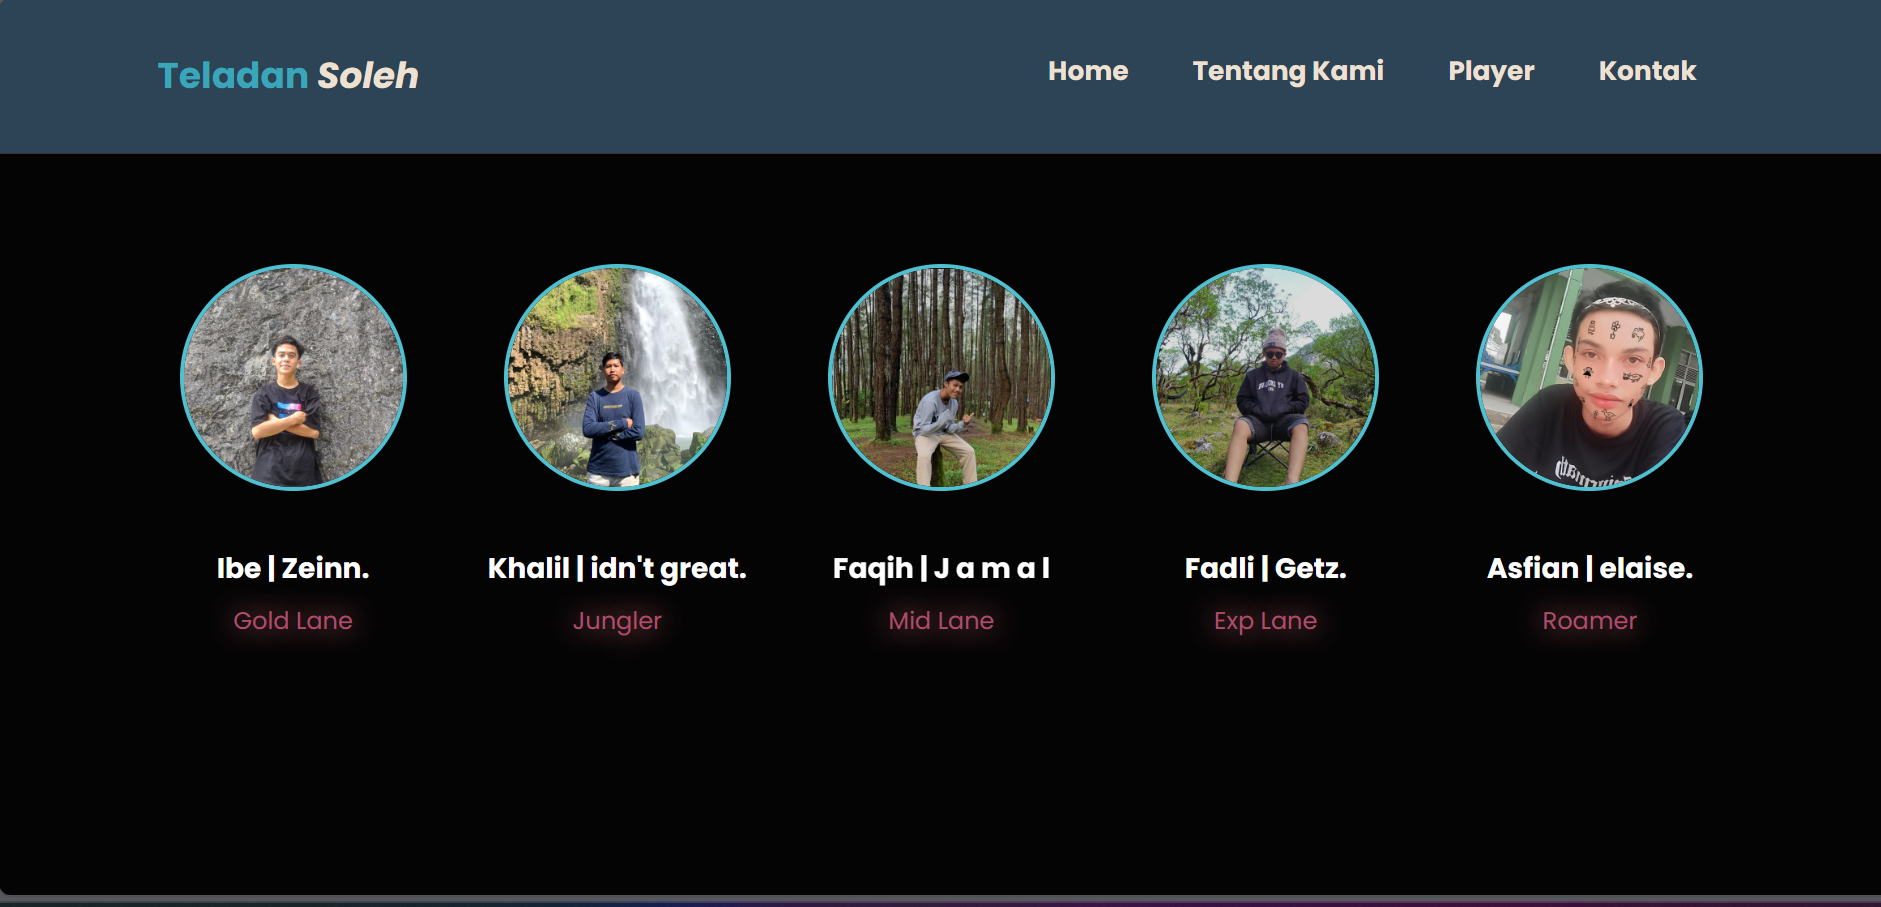 Teladan Soleh
Home Tentang Kami Player Kontak
Ibe | Zeinn.
Gold Lane
Khalil | idn't great.
Jungler
Faqih | J a m a l
Mid Lane
Fadli | Getz.
Exp Lane
Asfian | elaise.
Roamer